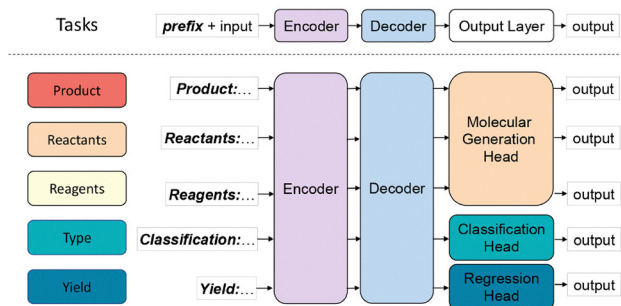 Tasks
prefix + input
Encoder
Decoder
Output Layer
output
Product
Product:...
output
Reactants
Reactants:...
Molecular
Generation
Head
output
Reagents
Reagents:...
Encoder
Decoder
output
Type
Classification:...
Classification
Head
output
Yield
Yield:...
Regression
Head
output